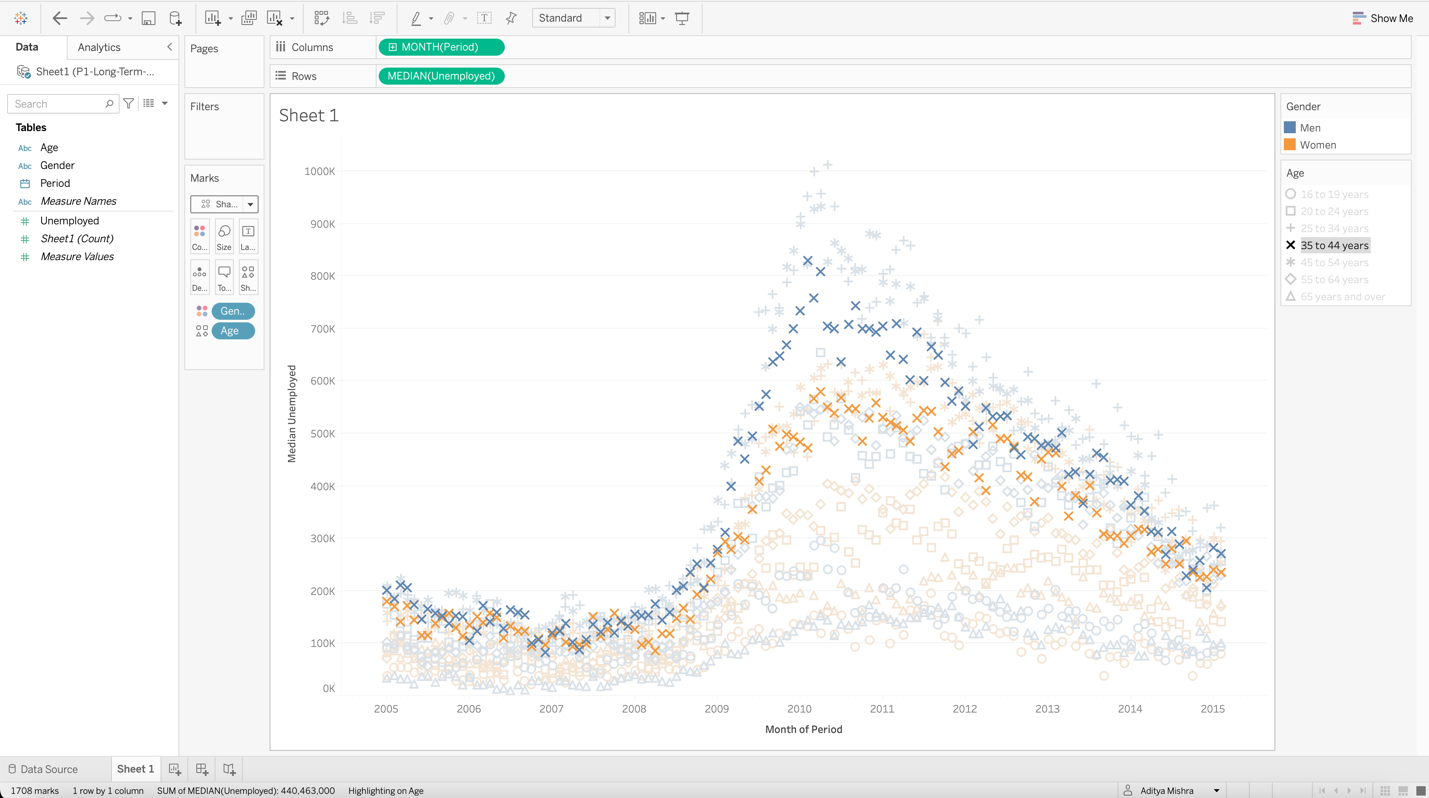 Standard
Show Me
Data
Analytics
Pages
Columns
MONTH(Period)
Rows
MEDIAN(Unemployed)
Sheet1 (P1-Long-Term-...
Search
Tables
Abc Age
Abc Gender
Period
Abc Measure Names
Unemployed
Sheet1 (Count)
Measure Values
Filters
Marks
Sha...
Co...
Size
La...
De...
To...
Sh...
Gen..
Age
Sheet 1
Median Unemployed
1000K
900K
800K
700K
600K
500K
400K
300K
200K
100K
0K
2005 2006 2007 2008 2009 2010 2011 2012 2013 2014 2015
Month of Period
Gender
Men
Women
Age
16 to 19 years
20 to 24 years
25 to 34 years
35 to 44 years
45 to 54 years
55 to 64 years
65 years and over
Data Source
Sheet 1
1708 marks 1 row by 1 column SUM of MEDIAN(Unemployed): 440,463,000 Highlighting on Age
Aditya Mishra